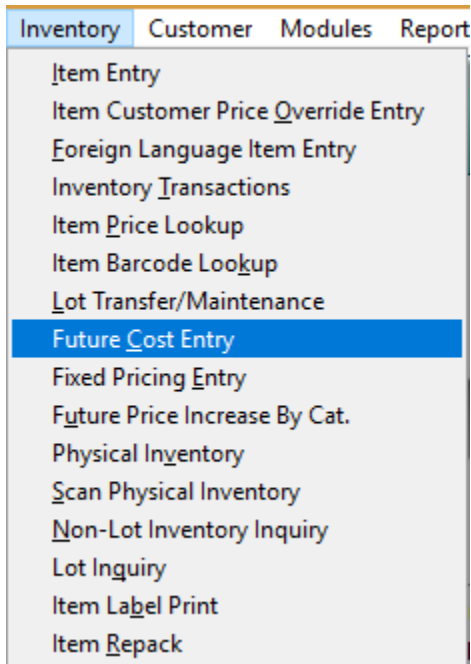 Inventory Customer Modules Report
Item Entry
Item Customer Price Override Entry
Foreign Language Item Entry
Inventory Transactions
Item Price Lookup
Item Barcode Lookup
Lot Transfer/Maintenance
Future Cost Entry
Fixed Pricing Entry
Future Price Increase By Cat.
Physical Inventory
Scan Physical Inventory
Non-Lot Inventory Inquiry
Lot Inquiry
Item Label Print
Item Repack